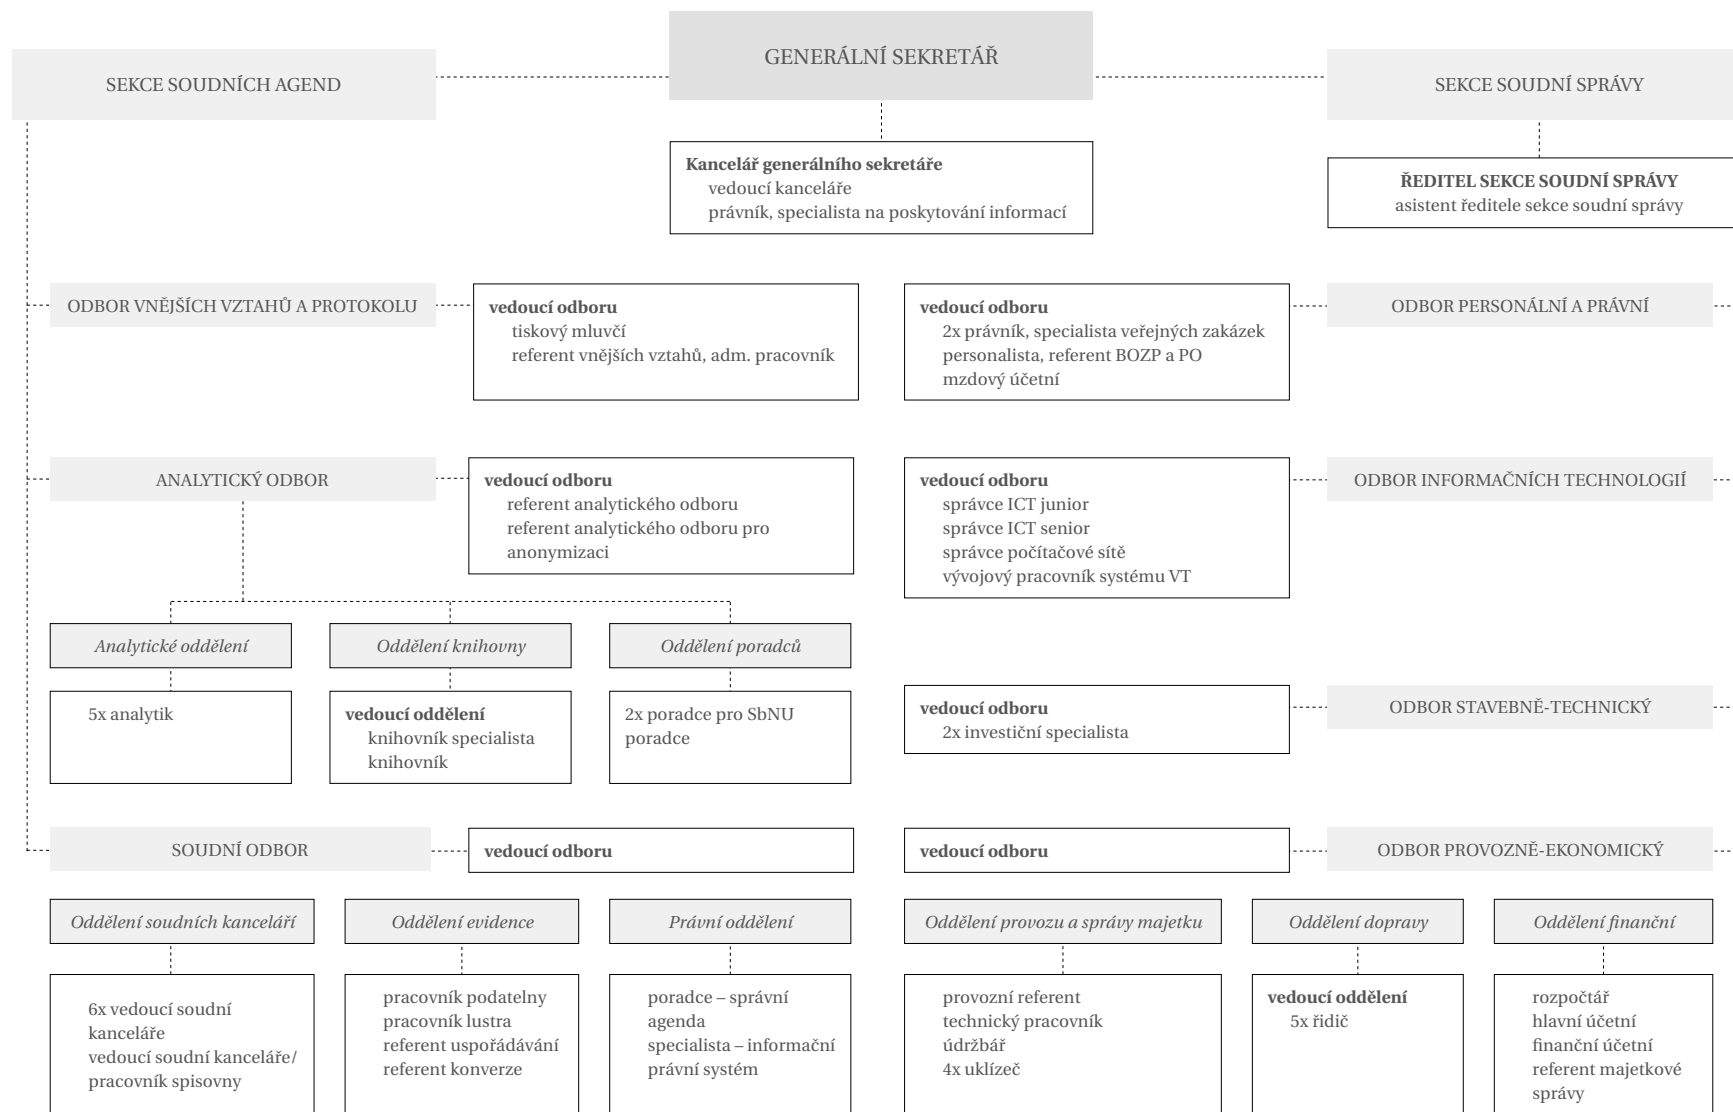 GENERÁLNÍ SEKRETÁŘ
SEKCE SOUDNÍCH AGEND
SEKCE SOUDNÍ SPRÁVY
Kancelář generálního sekretáře
vedoucí kanceláře
právník, specialista na poskytování informací
ŘEDITEL SEKCE SOUDNÍ SPRÁVY
asistent ředitele sekce soudní správy
ODBOR VNĚJŠÍCH VZTAHŮ A PROTOKOLU
vedoucí odboru
tiskový mluvčí
referent vnějších vztahů, adm. pracovník
vedoucí odboru
2x právník, specialista veřejných zakázek
personalista, referent BOZP a PO
mzdový účetní
ODBOR PERSONÁLNÍ A PRÁVNÍ
ANALYTICKÝ ODBOR
vedoucí odboru
referent analytického odboru
referent analytického odboru pro
anonymizaci
vedoucí odboru
správce ICT junior
správce ICT senior
správce počítačové sítě
vývojový pracovník systému VT
ODBOR INFORMAČNÍCH TECHNOLOGIÍ
Analytické oddělení
5x analytik
Oddělení knihovny
vedoucí oddělení
knihovník specialista
knihovník
Oddělení poradců
2x poradce pro SbNU
poradce
vedoucí odboru
2x investiční specialista
ODBOR STAVEBNĚ-TECHNICKÝ
SOUDNÍ ODBOR
vedoucí odboru
vedoucí odboru
ODBOR PROVOZNĚ-EKONOMICKÝ
Oddělení soudních kanceláří
6x vedoucí soudní
kanceláře
vedoucí soudní kanceláře/
pracovník spisovny
Oddělení evidence
pracovník podatelny
pracovník lustra
referent uspořádávání
referent konverze
Právní oddělení
poradce – správní
agenda
specialista – informační
právní systém
Oddělení provozu a správy majetku
provozní referent
technický pracovník
údržbář
4x uklízeč
Oddělení dopravy
vedoucí oddělení
5x řidič
Oddělení finanční
rozpočtář
hlavní účetní
finanční účetní
referent majetkové
správy